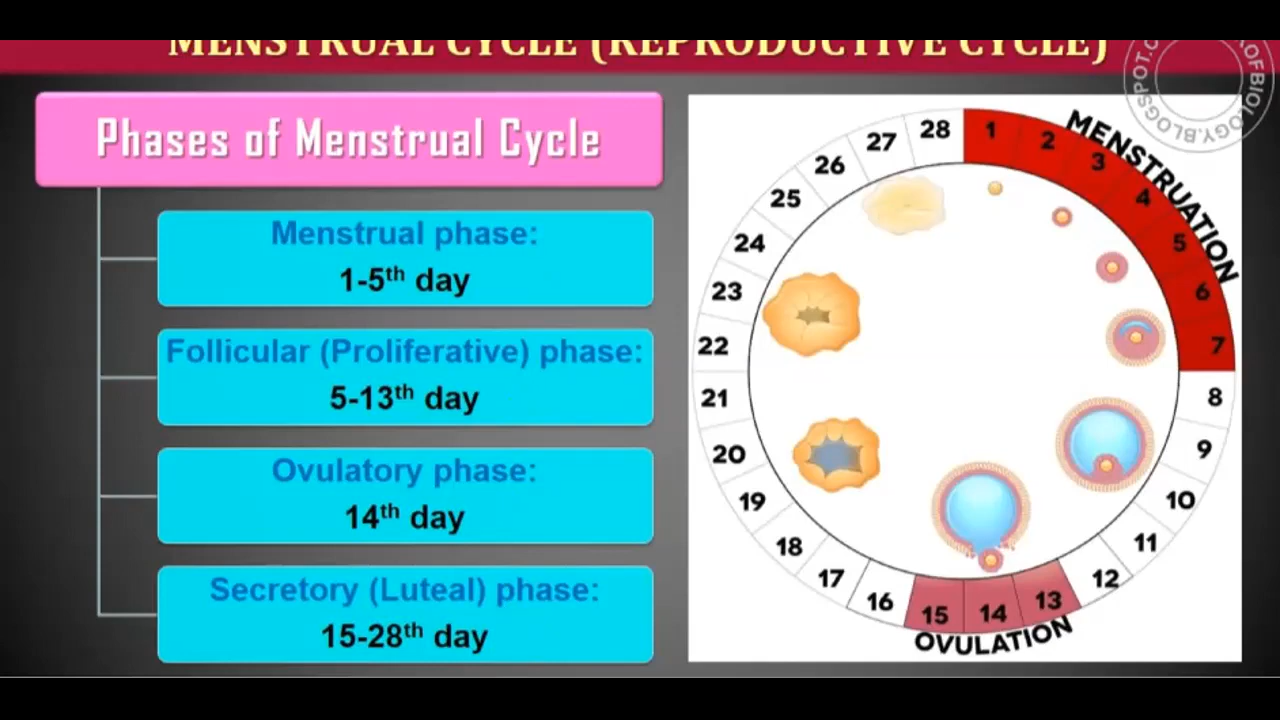 MENSTRUAL CYCLE (REPRODUCTIVE CYCLE)
Phases of Menstrual Cycle
Menstrual phase:
1-5th day
Follicular (Proliferative) phase:
5-13th day
Ovulatory phase:
14th day
Secretory (Luteal) phase:
15-28th day
MENSTRUATION
1
2
3
4
5
6
7
8
9
10
11
12
13
14
15
16
17
18
19
20
21
22
23
24
25
26
27
28
OVULATION